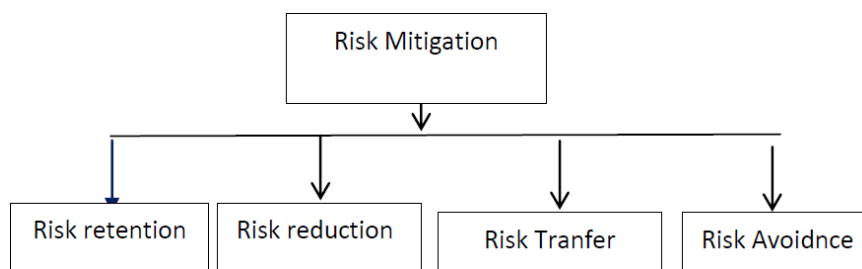 Risk Mitigation
Risk retention
Risk reduction
Risk Tranfer
Risk Avoidnce